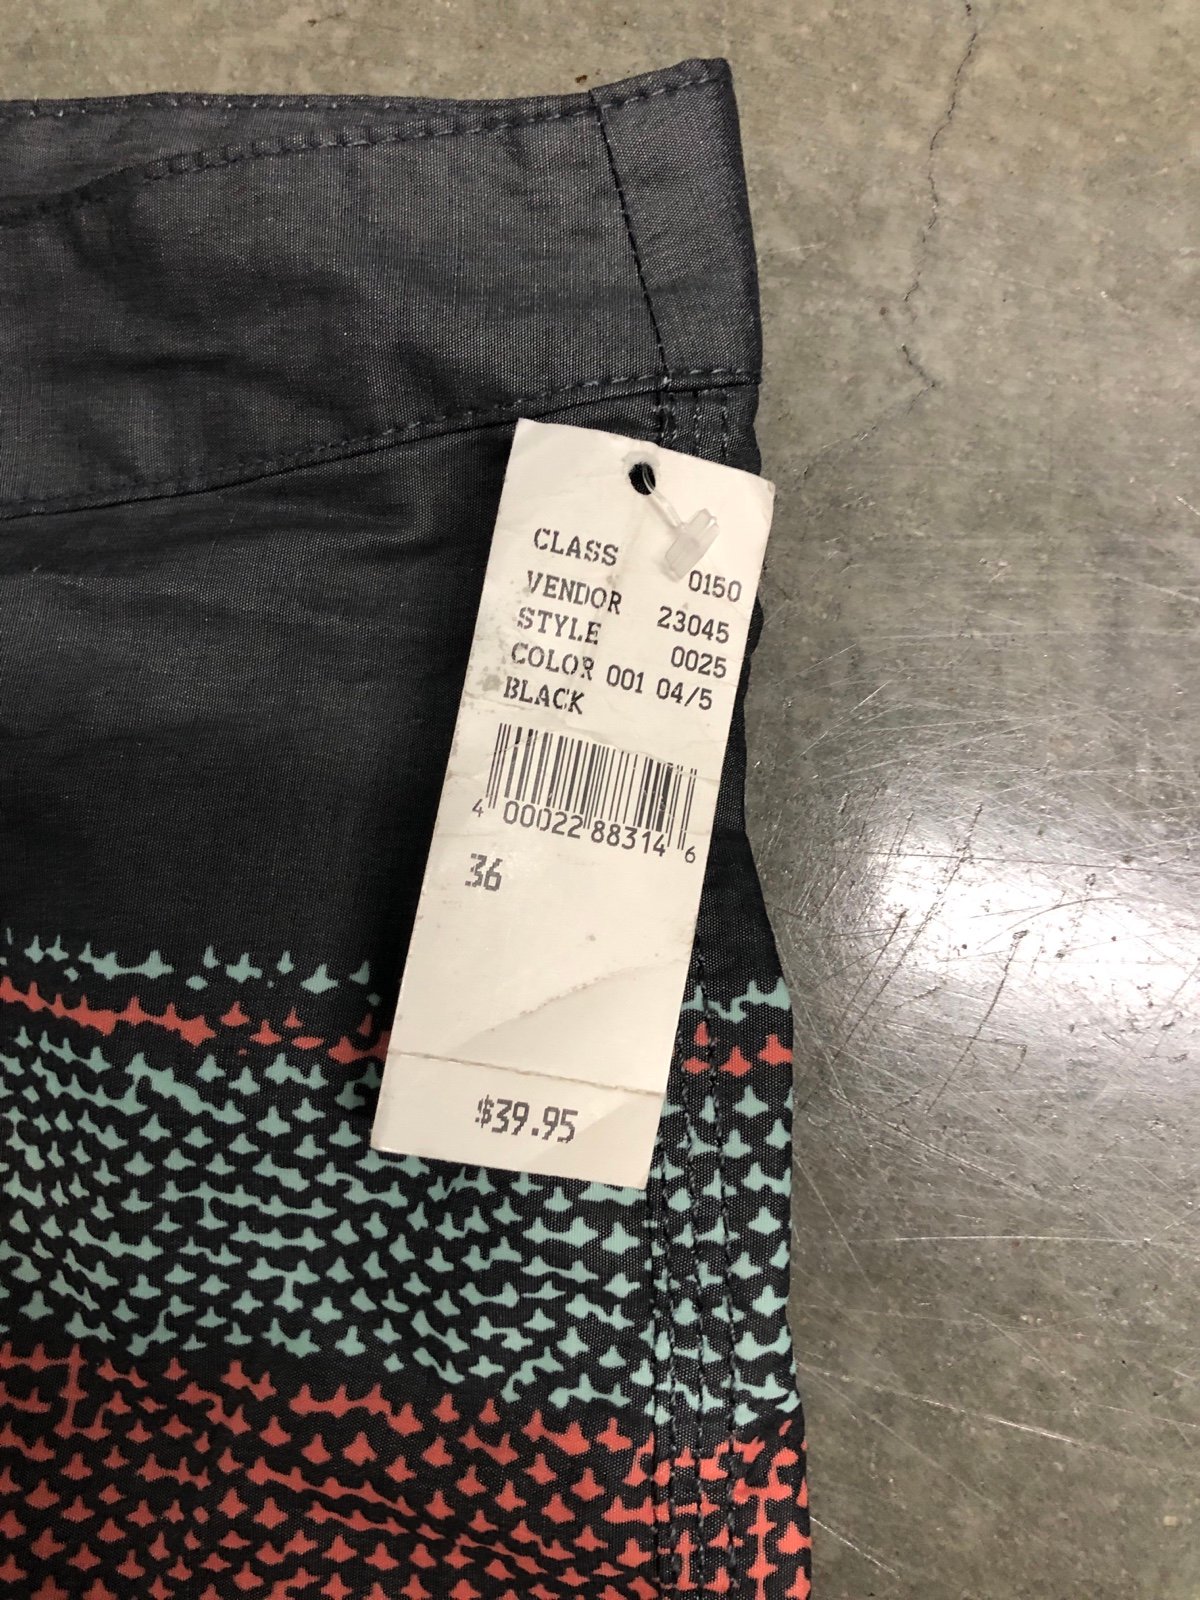 CLASS 0150
VENDOR 23045
STYLE 0025
COLOR 001 04/5
BLACK
4 00022 88314 6
36
$39.95